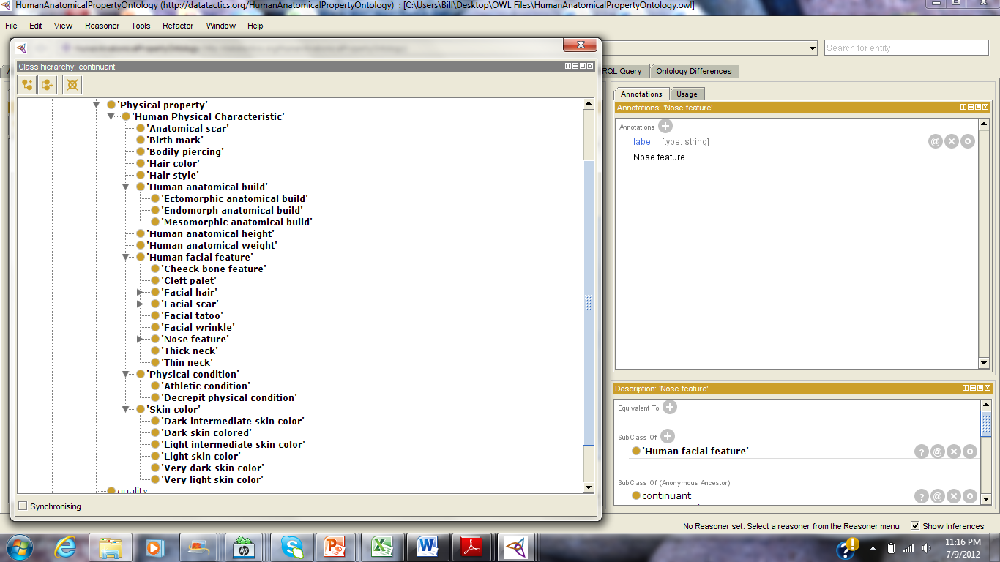 HumanAnatomicalPropertyOntology (http://datatactics.org/HumanAnatomicalPropertyOntology) : [C:\Users\Bill\Desktop\OWL Files\HumanAnatomicalPropertyOntology.owl]
File Edit View Reasoner Tools Refactor Window Help
Search for entity
Class hierarchy: continuant
RQL Query
Ontology Differences
'Physical property'
'Human Physical Characteristic'
'Anatomical scar'
'Birth mark'
'Bodily piercing'
'Hair color'
'Hair style'
'Human anatomical build'
'Ectomorphic anatomical build'
'Endomorph anatomical build'
'Mesomorphic anatomical build'
'Human anatomical height'
'Human anatomical weight'
'Human facial feature'
'Cheeck bone feature'
'Cleft palet'
'Facial hair'
'Facial scar'
'Facial tatoo'
'Facial wrinkle'
'Nose feature'
'Thick neck'
'Thin neck'
'Physical condition'
'Athletic condition'
'Decrepit physical condition'
'Skin color'
'Dark intermediate skin color'
'Dark skin colored'
'Light intermediate skin color'
'Light skin color'
'Very dark skin color'
'Very light skin color'
quality
Synchronising
Annotations Usage
Annotations: 'Nose feature'
Annotations
label [type: string]
Nose feature
Description: 'Nose feature'
Equivalent To
SubClass Of
'Human facial feature'
SubClass Of (Anonymous Ancestor)
continuant
No Reasoner set. Select a reasoner from the Reasoner menu
Show Inferences
11:16 PM
7/9/2012